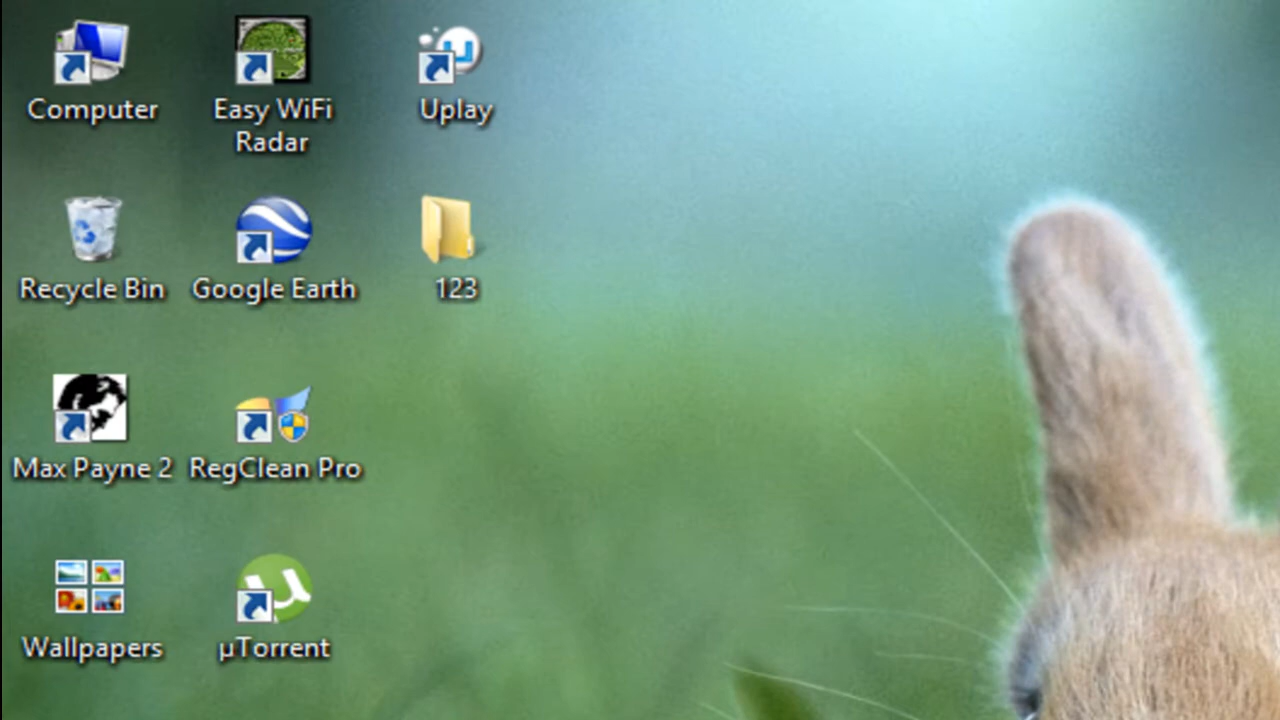 Computer
Easy WiFi
Radar
Uplay
Recycle Bin
Google Earth
123
Max Payne 2
RegClean Pro
Wallpapers
µTorrent